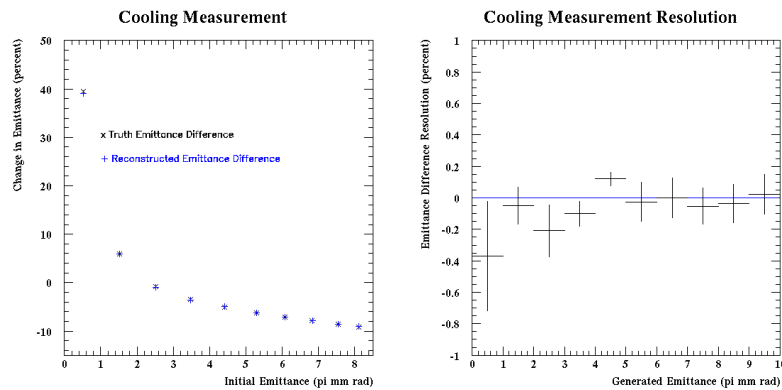 Cooling Measurement
Change in Emittance (percent)
50
40
30
20
10
0
-10
x Truth Emittance Difference
+ Reconstructed Emittance Difference
0 1 2 3 4 5 6 7 8
Initial Emittance (pi mm rad)
Cooling Measurement Resolution
Emittance Difference Resolution (percent)
1
0.8
0.6
0.4
0.2
0
-0.2
-0.4
-0.6
-0.8
-1
0 1 2 3 4 5 6 7 8 9 10
Generated Emittance (pi mm rad)